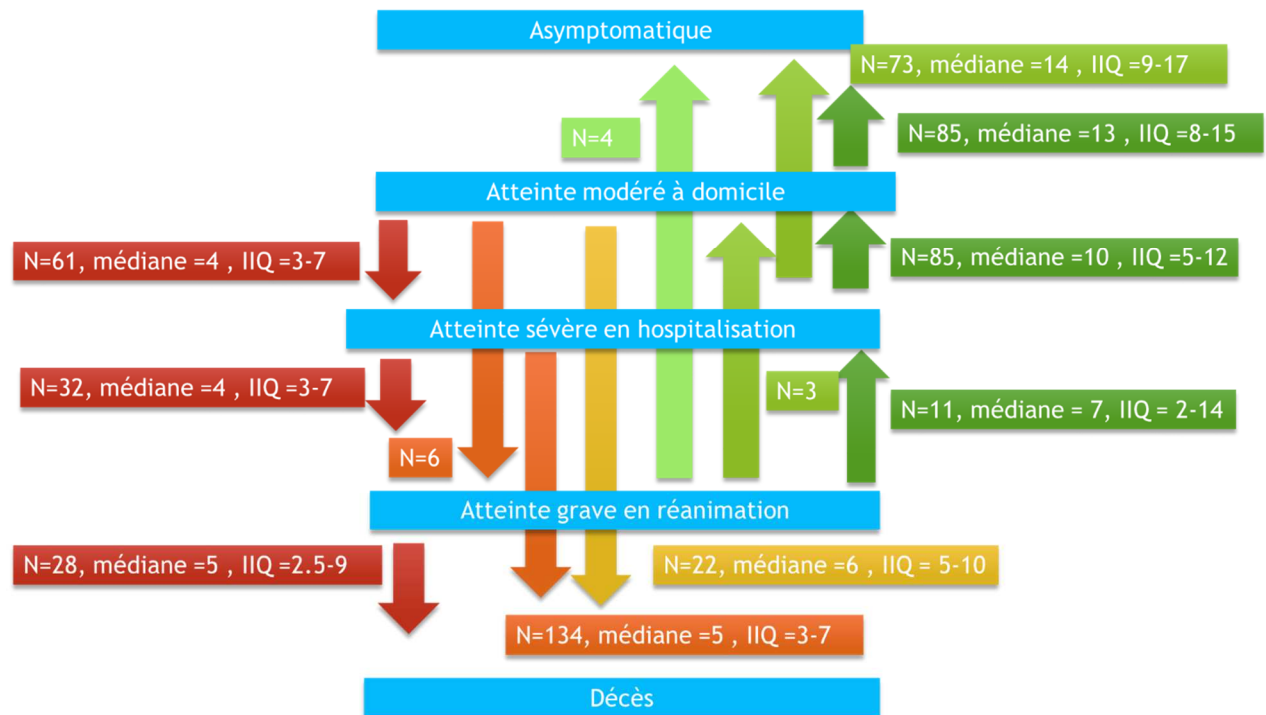 Asymptomatique
N=73, médiane =14 , IIQ =9-17
N=4
N=85, médiane =13 , IIQ =8-15
Atteinte modéré à domicile
N=61, médiane =4 , IIQ =3-7
N=85, médiane =10 , IIQ =5-12
Atteinte sévère en hospitalisation
N=32, médiane =4 , IIQ =3-7
N=3
N=11, médiane = 7, IIQ = 2-14
N=6
Atteinte grave en réanimation
N=28, médiane =5 , IIQ =2.5-9
N=22, médiane =6 , IIQ = 5-10
N=134, médiane =5 , IIQ =3-7
Décès